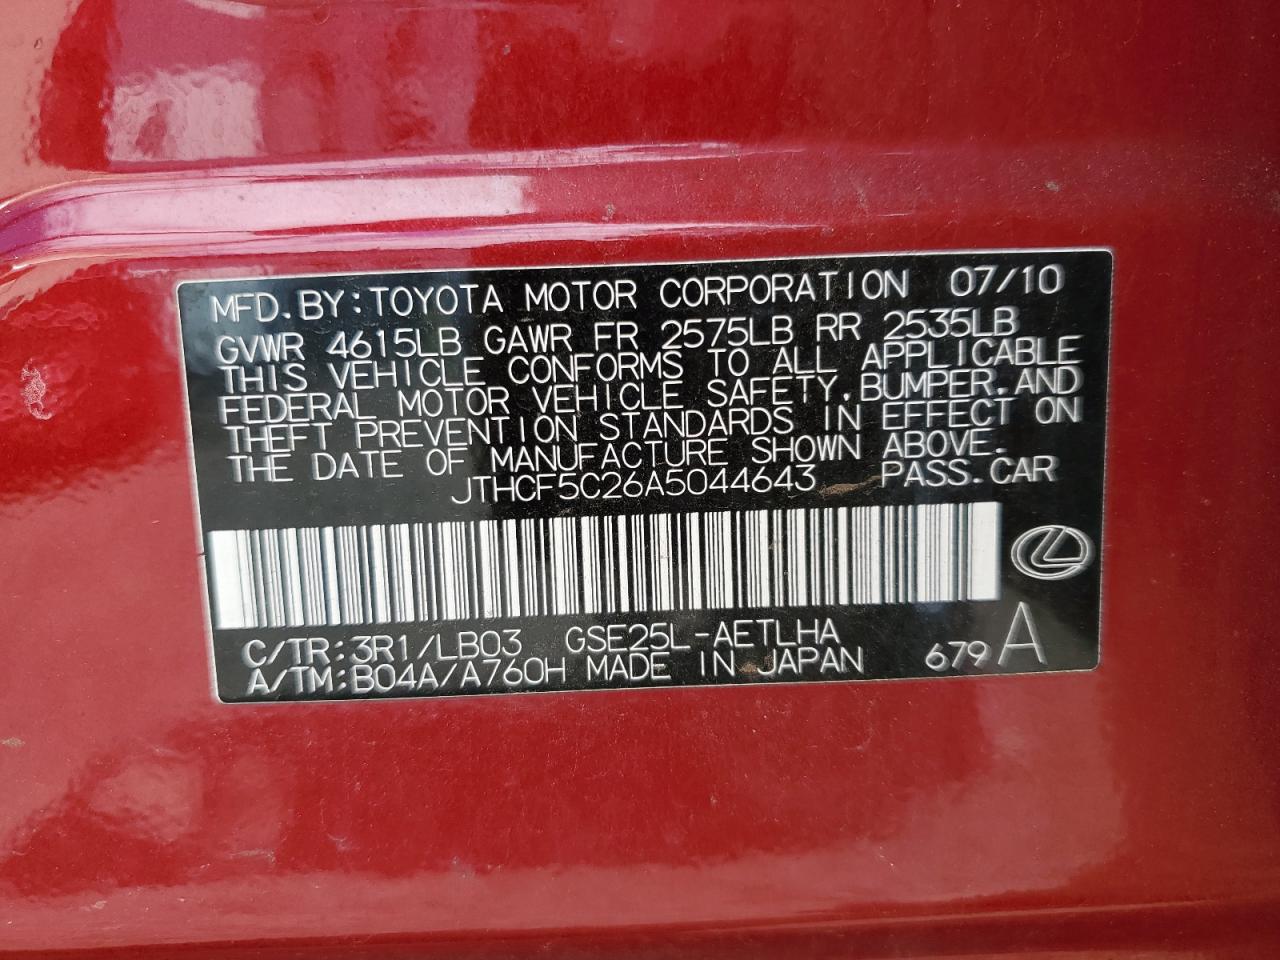 MFD. BY: TOYOTA MOTOR CORPORATION 07/10
GVWR 4615LB GAWR FR 2575LB RR 2535LB
THIS VEHICLE CONFORMS TO ALL APPLICABLE
FEDERAL MOTOR VEHICLE SAFETY, BUMPER, AND
THEFT PREVENTION STANDARDS IN EFFECT ON
THE DATE OF MANUFACTURE SHOWN ABOVE.
JTHCF5C26A5044643 PASS. CAR
C/TR: 3R1/LB03 GSE25L-AETLHA
A/TM: B04A/A760H MADE IN JAPAN 679 A